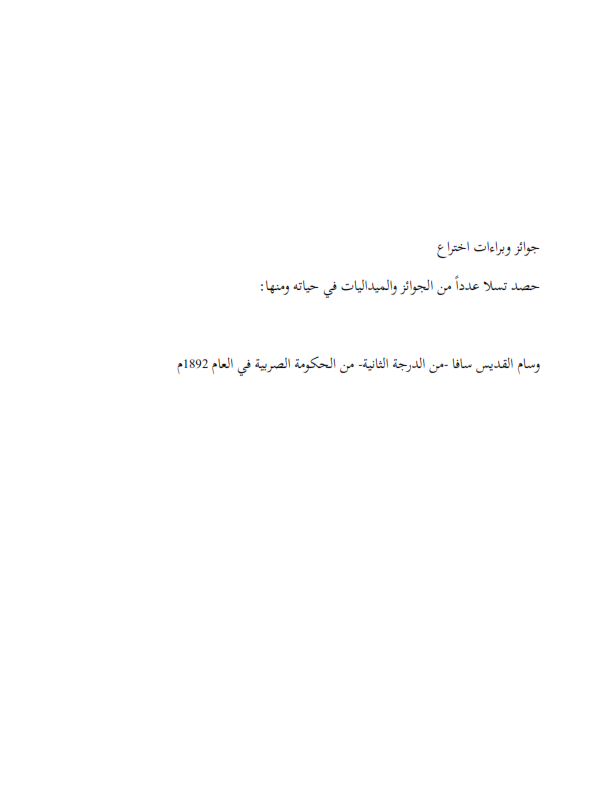 جوائز وبراءات اختراع
حصد تسلا عدداً من الجوائز والميداليات في حياته ومنها:
وسام القديس سافا -من الدرجة الثانية- من الحكومة الصربية في العام 1892م